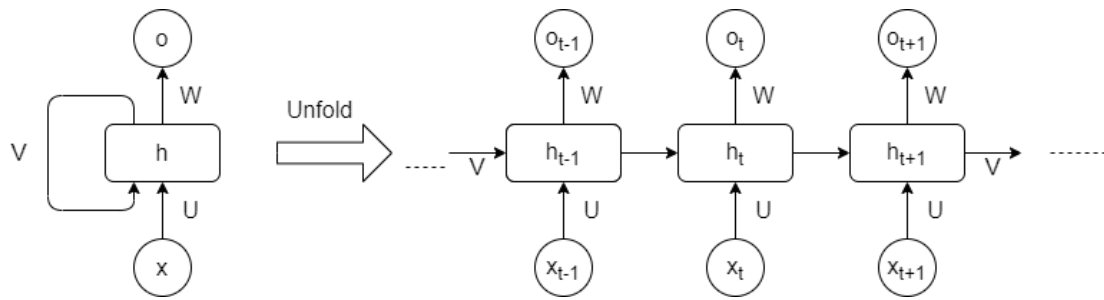 o
o_{t-1}
o_t
o_{t+1}
W
W
W
W
Unfold
V
h
h_{t-1}
h_t
h_{t+1}
V
V
U
U
U
U
x
x_{t-1}
x_t
x_{t+1}